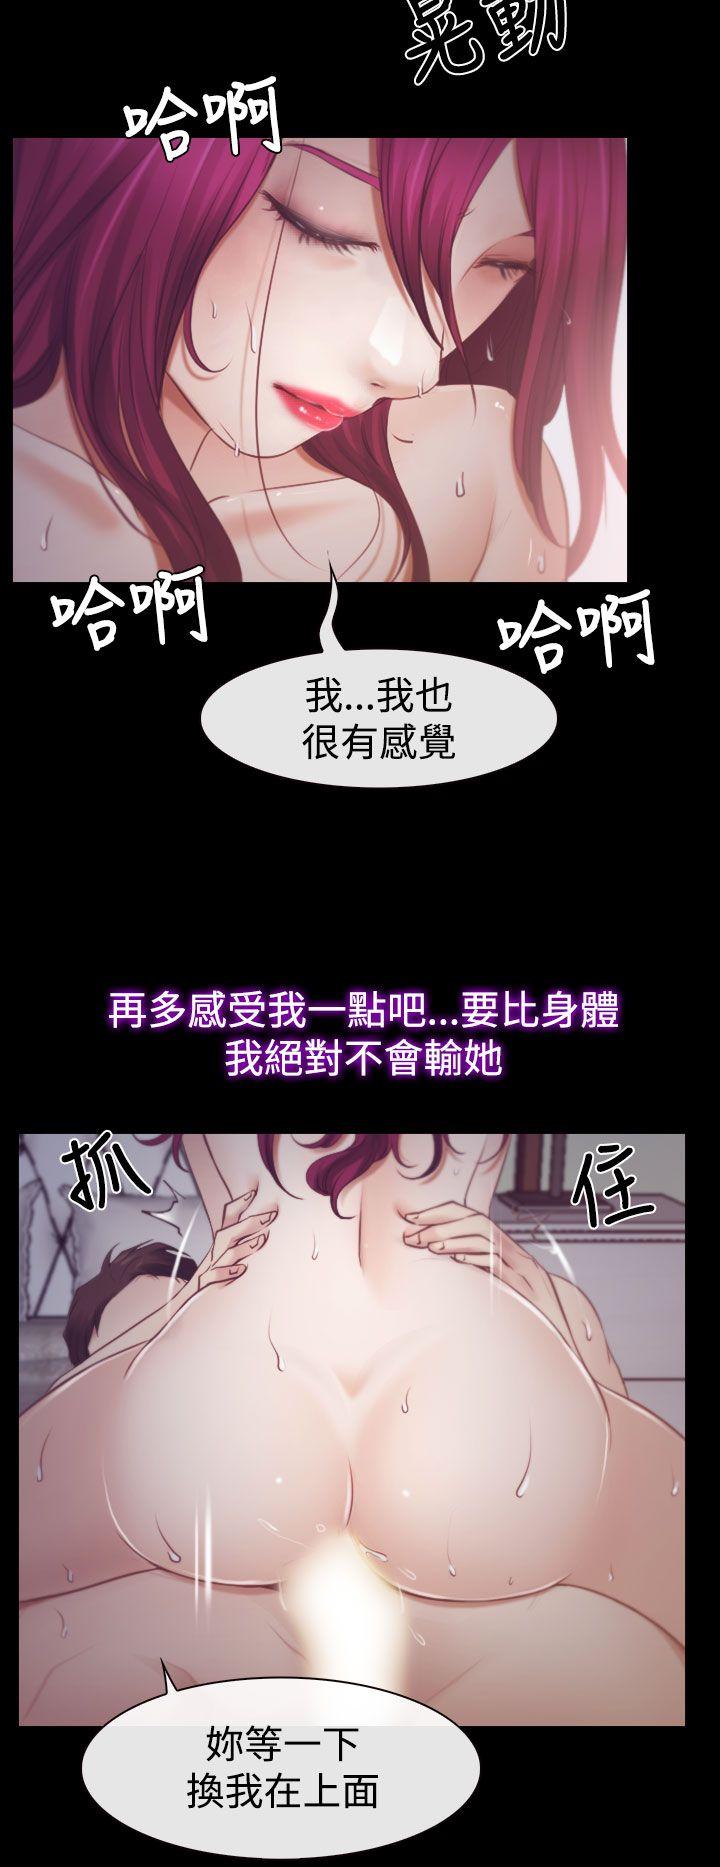 晃動
哈啊
哈啊
哈啊
我…我也
很有感覺
再多感受我一點吧…要比身體
我絕對不會輸她
抓
住
妳等一下
換我在上面